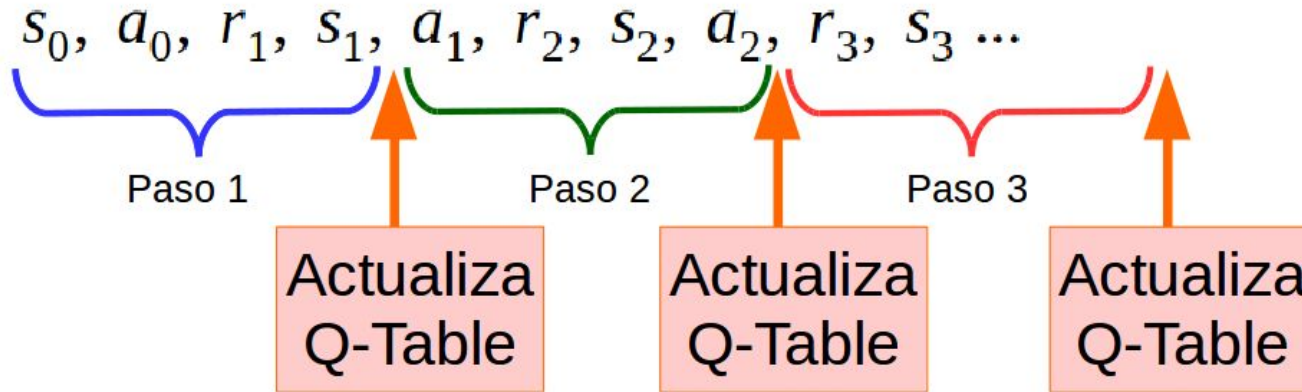 s₀, a₀, r₁, s₁, a₁, r₂, s₂, a₂, r₃, s₃ ...
Paso 1
Paso 2
Paso 3
Actualiza
Q-Table
Actualiza
Q-Table
Actualiza
Q-Table